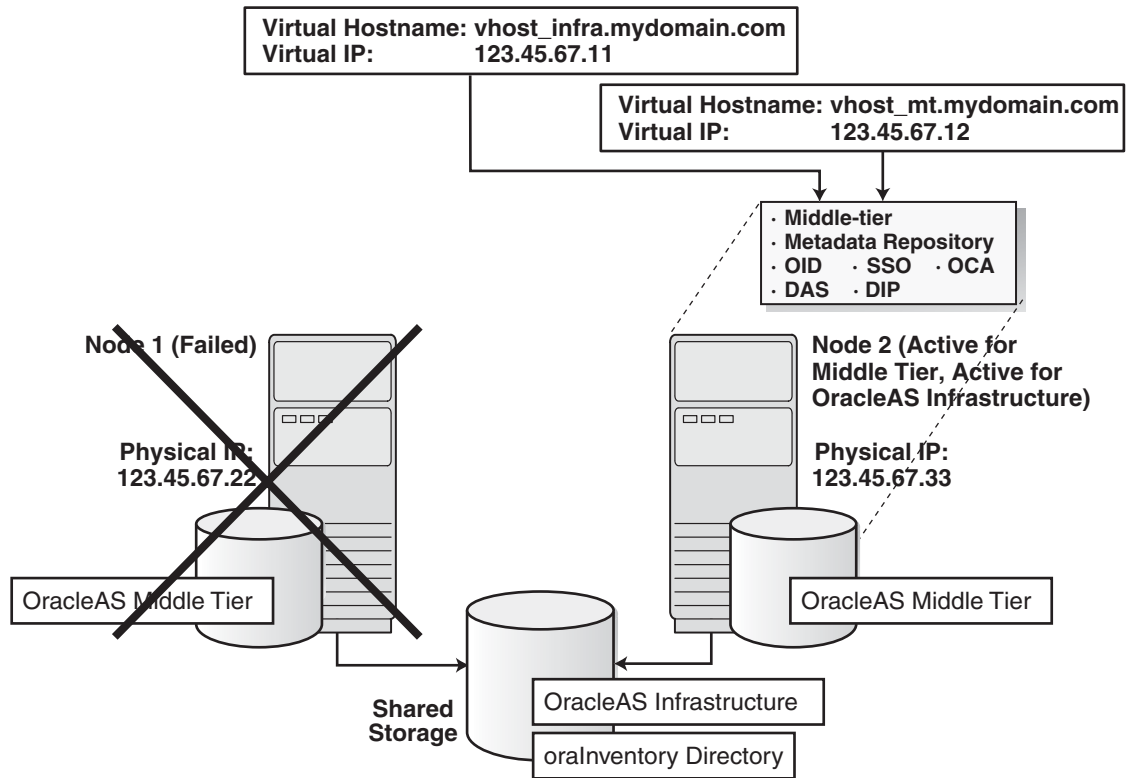 Virtual Hostname: vhost_infra.mydomain.com
Virtual IP: 123.45.67.11
Virtual Hostname: vhost_mt.mydomain.com
Virtual IP: 123.45.67.12
· Middle-tier
· Metadata Repository
· OID · SSO · OCA
· DAS · DIP
Node 1 (Failed)
Physical IP:
123.45.67.22
OracleAS Middle Tier
Node 2 (Active for
Middle Tier, Active for
OracleAS Infrastructure)
Physical IP:
123.45.67.33
OracleAS Middle Tier
Shared
Storage
OracleAS Infrastructure
oraInventory Directory